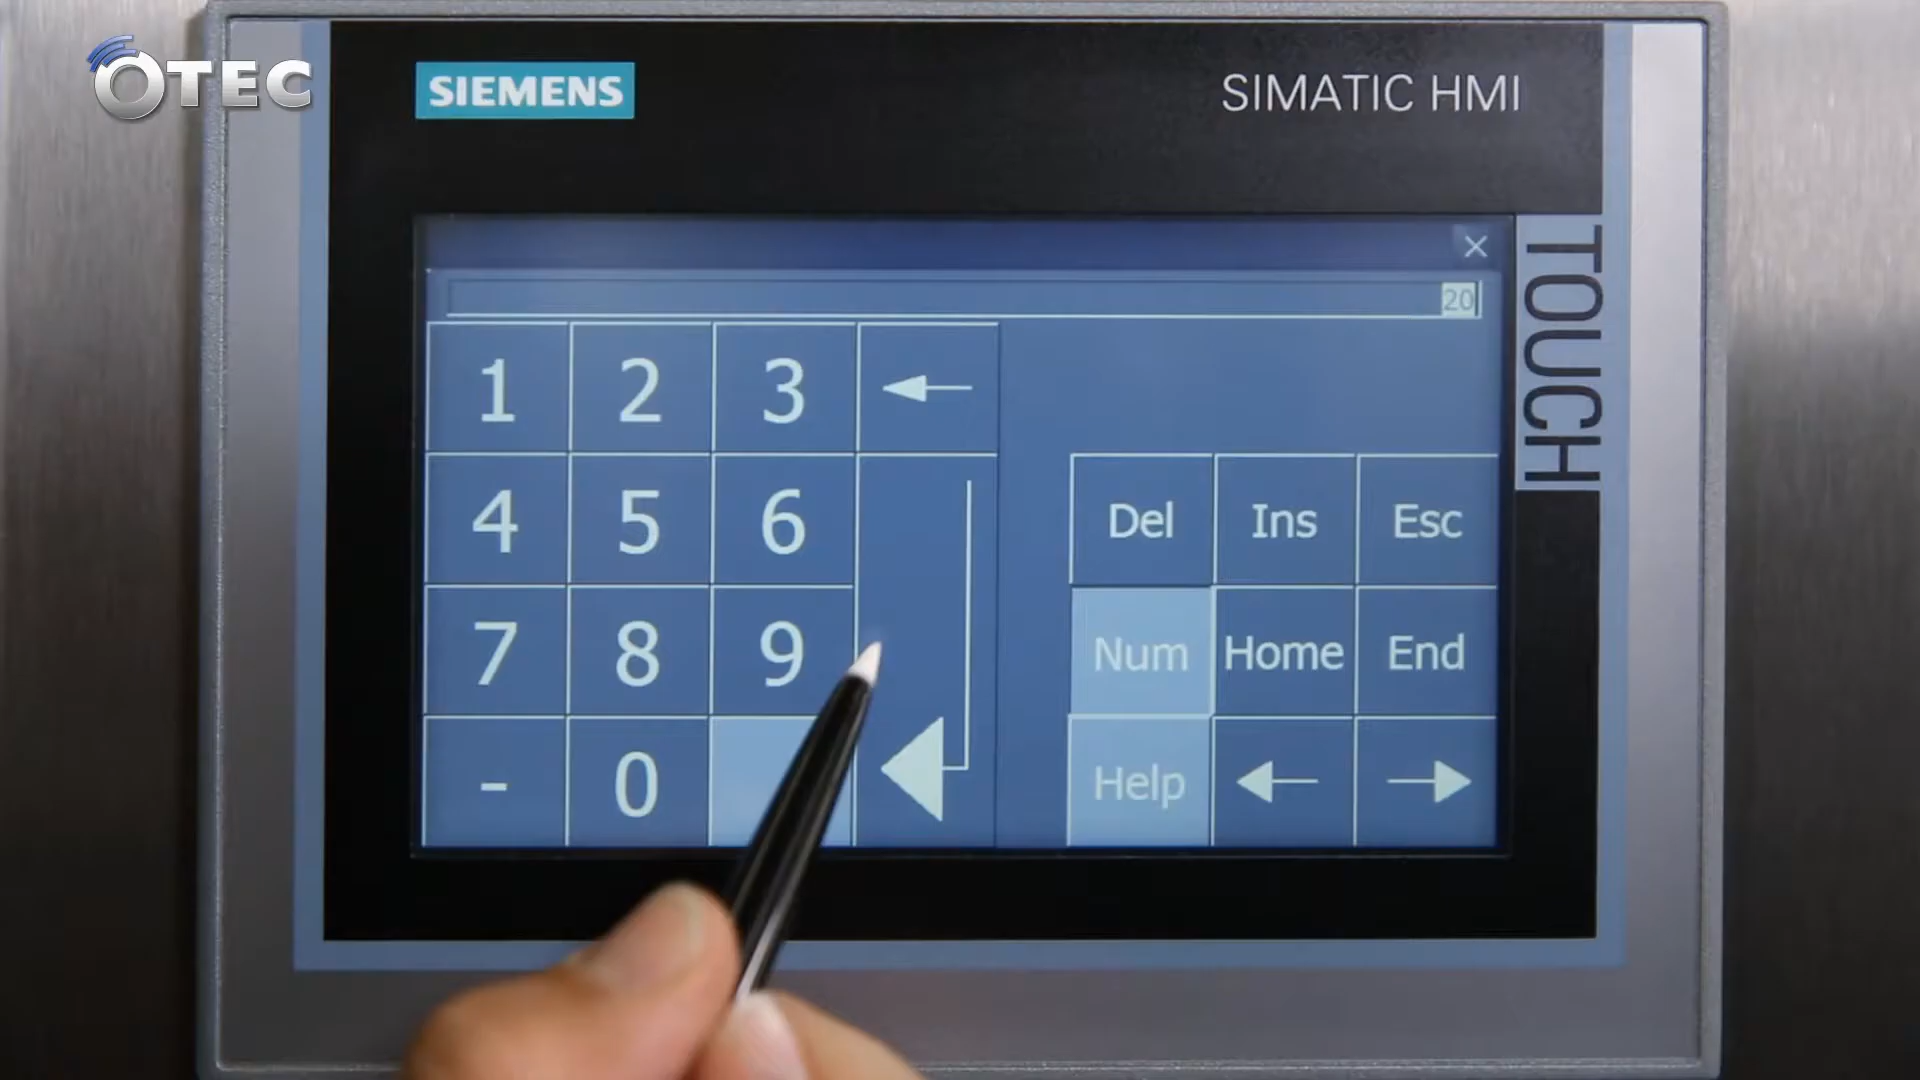 OTEC
SIEMENS
SIMATIC HMI
TOUCH
20
1 2 3
4 5 6
Del Ins Esc
7 8 9
Num Home End
- 0
Help